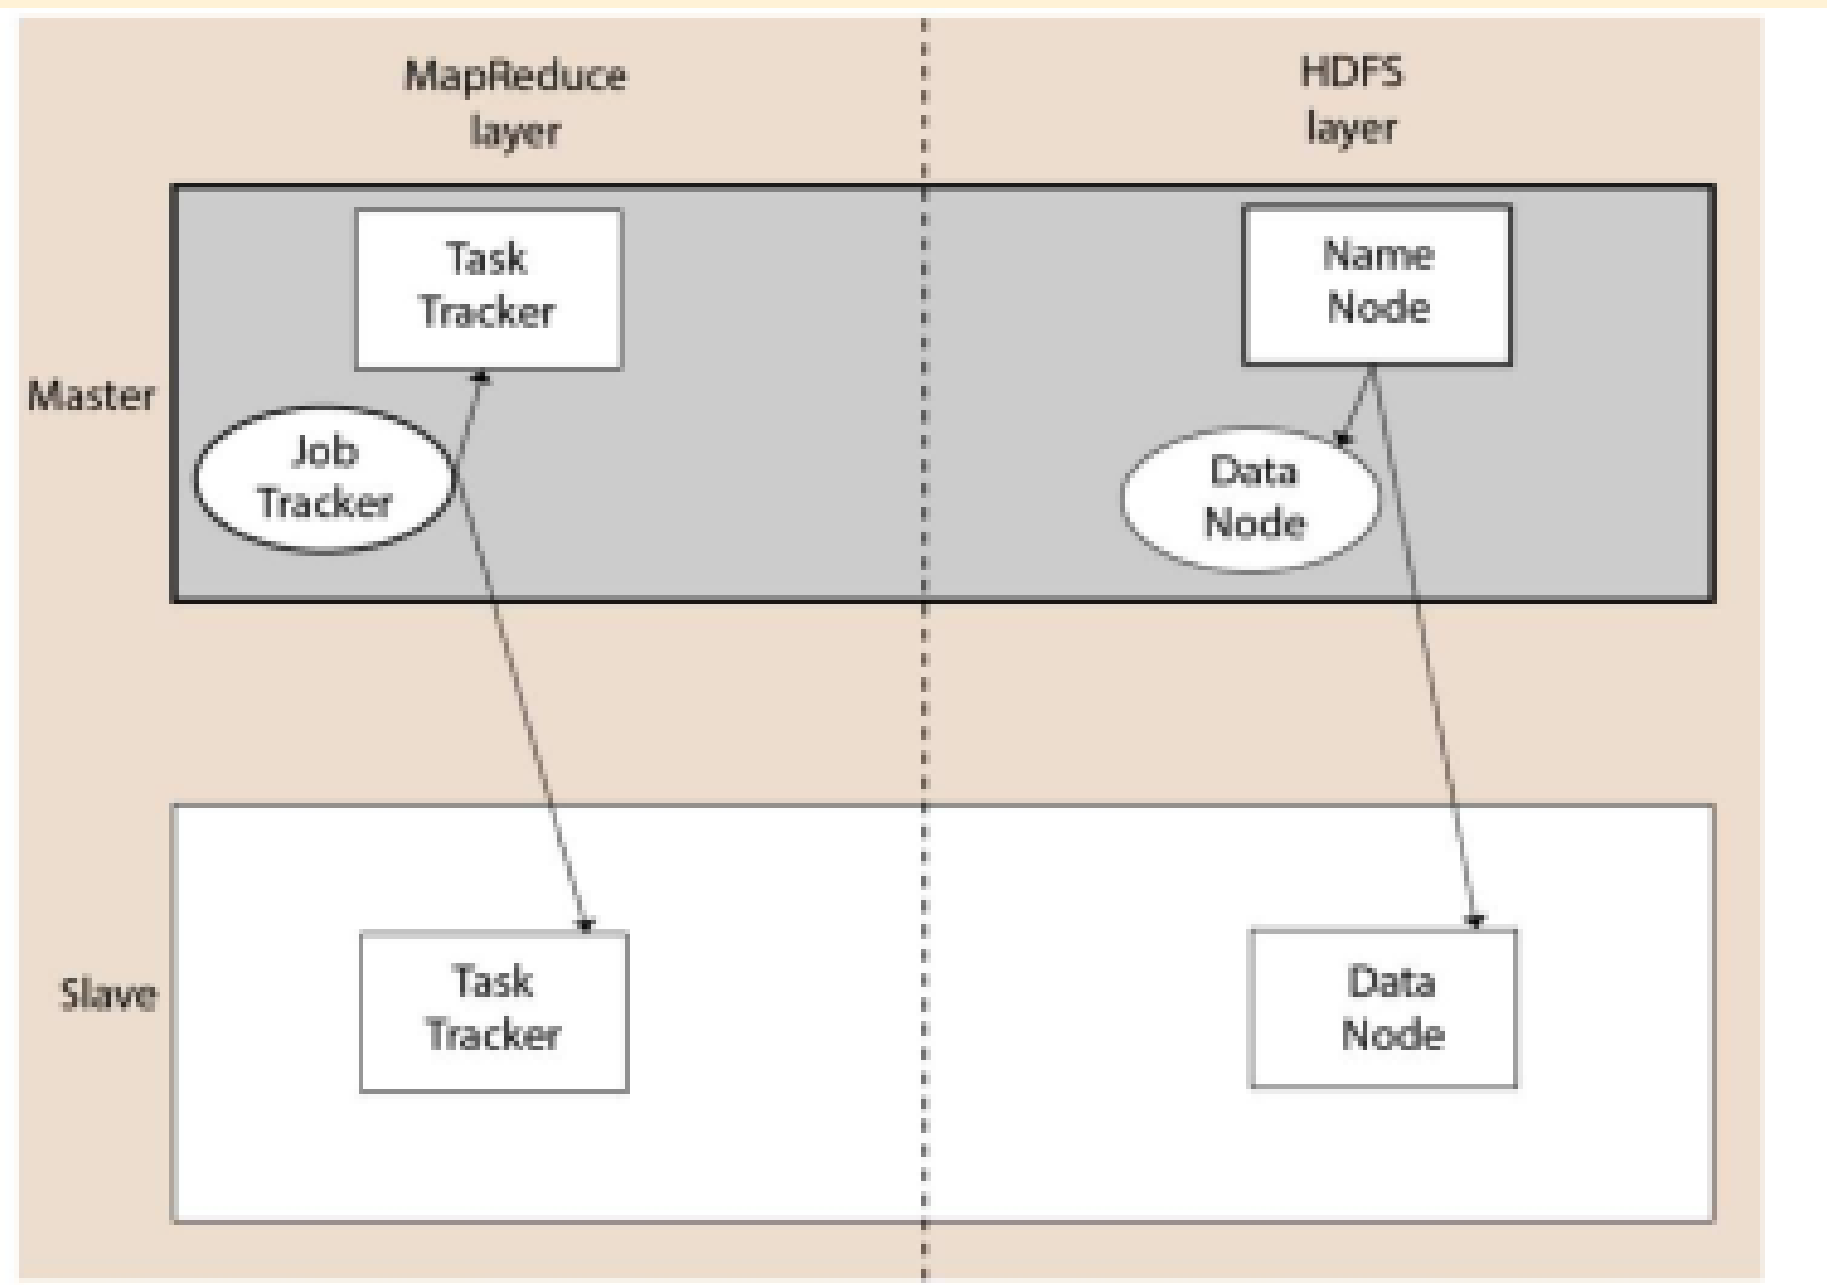 MapReduce
layer
HDFS
layer
Task
Tracker
Name
Node
Master
Job
Tracker
Data
Node
Slave
Task
Tracker
Data
Node